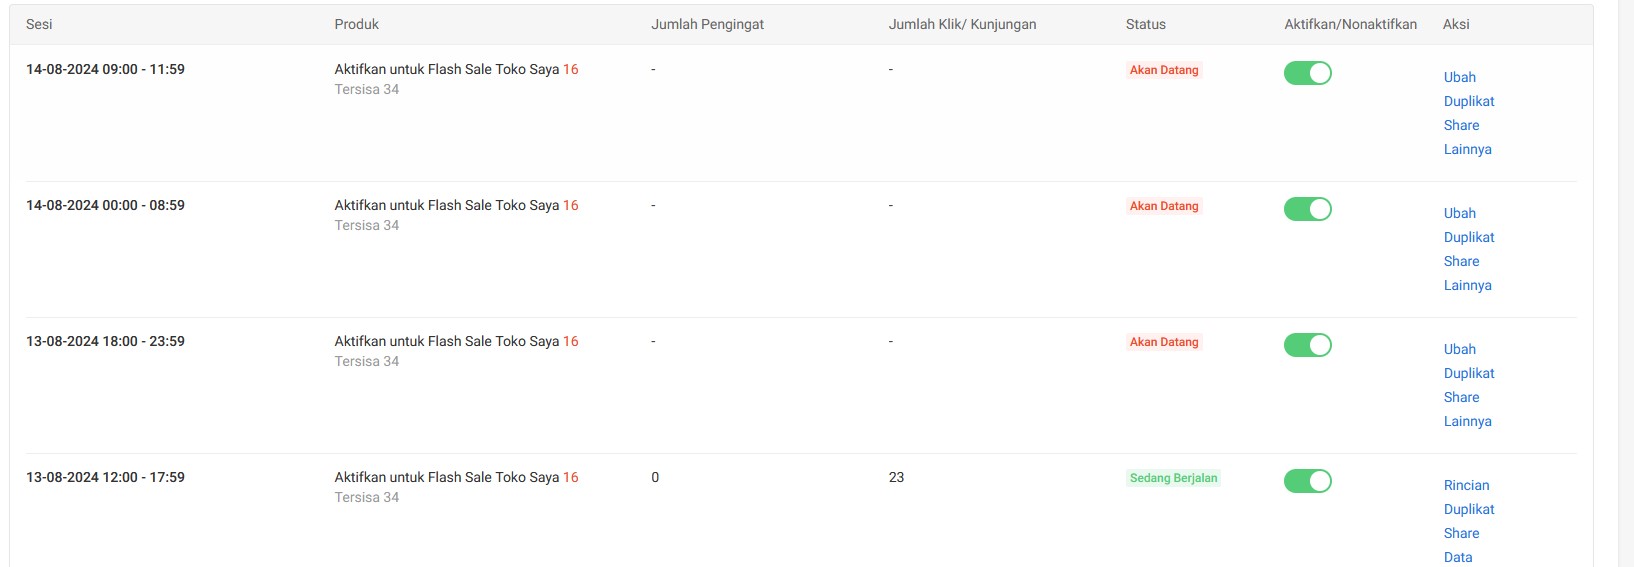 Sesi Produk Jumlah Pengingat Jumlah Klik/ Kunjungan Status Aktifkan/Nonaktifkan Aksi
14-08-2024 09:00 - 11:59 Aktifkan untuk Flash Sale Toko Saya 16 - - Akan Datang
Tersisa 34
Ubah
Duplikat
Share
Lainnya
14-08-2024 00:00 - 08:59 Aktifkan untuk Flash Sale Toko Saya 16 - - Akan Datang
Tersisa 34
Ubah
Duplikat
Share
Lainnya
13-08-2024 18:00 - 23:59 Aktifkan untuk Flash Sale Toko Saya 16 - - Akan Datang
Tersisa 34
Ubah
Duplikat
Share
Lainnya
13-08-2024 12:00 - 17:59 Aktifkan untuk Flash Sale Toko Saya 16 0 23 Sedang Berjalan
Tersisa 34
Rincian
Duplikat
Share
Data